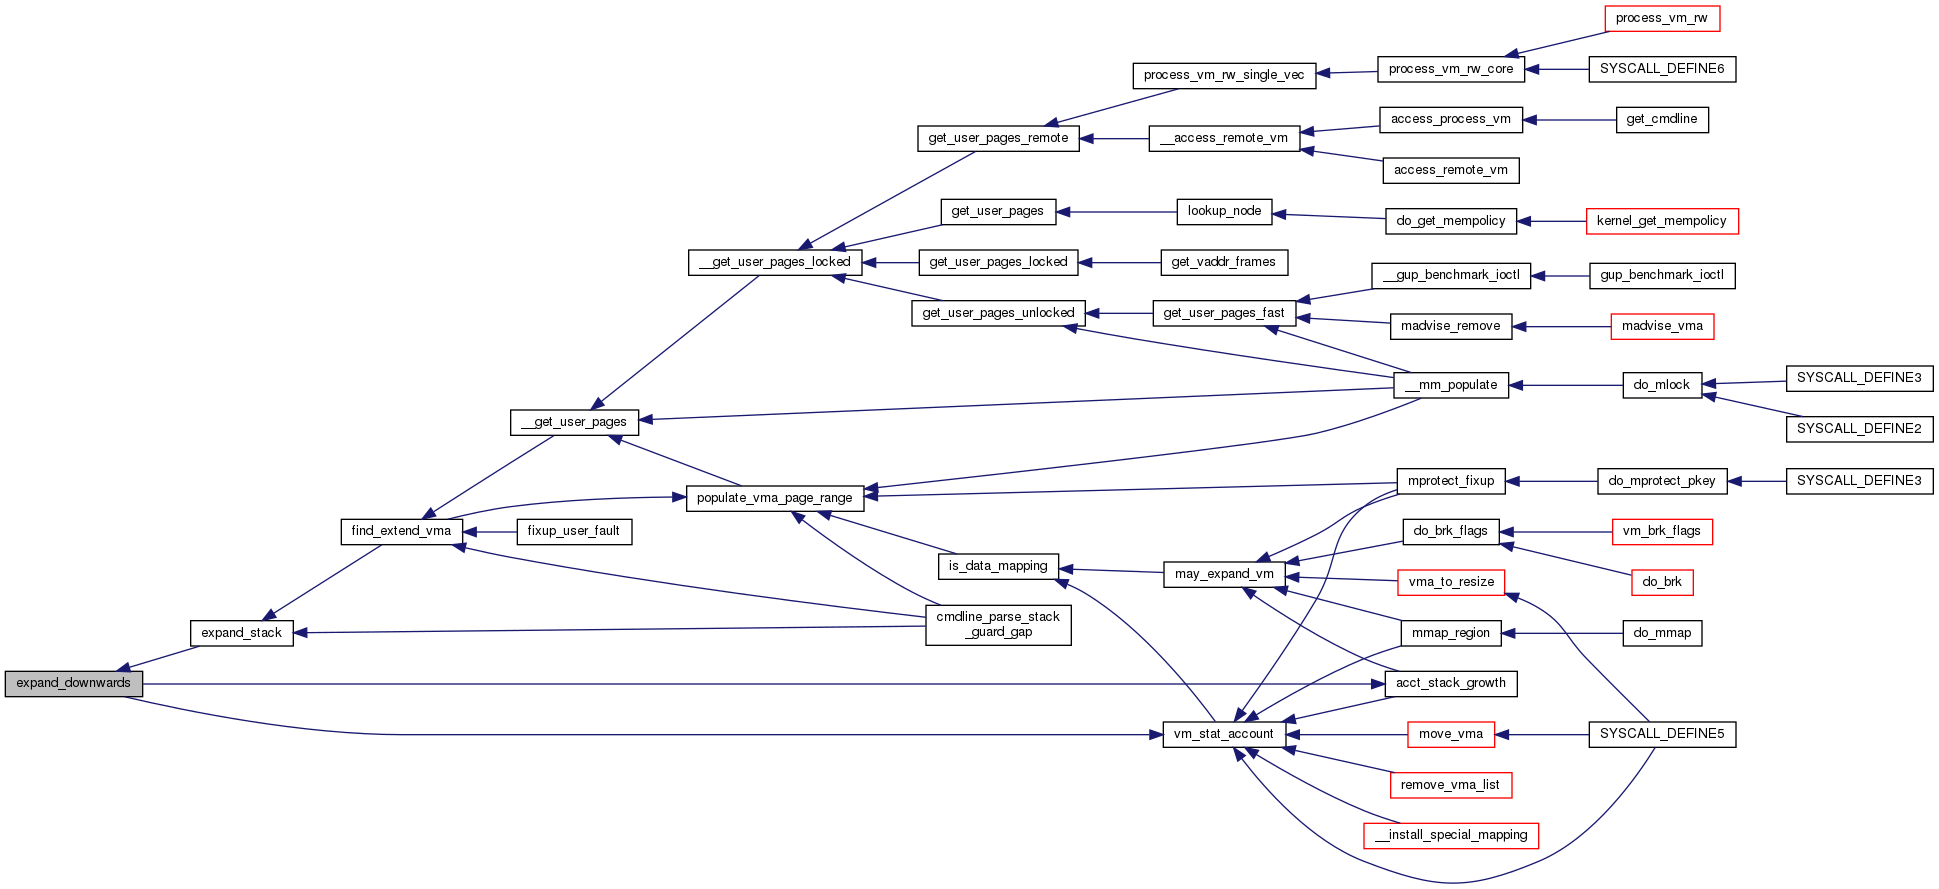 process_vm_rw
process_vm_rw_single_vec
process_vm_rw_core
SYSCALL_DEFINE6
get_user_pages_remote
__access_remote_vm
access_process_vm
get_cmdline
access_remote_vm
get_user_pages
lookup_node
do_get_mempolicy
kernel_get_mempolicy
__get_user_pages_locked
get_user_pages_locked
get_vaddr_frames
__gup_benchmark_ioctl
gup_benchmark_ioctl
get_user_pages_unlocked
get_user_pages_fast
madvise_remove
madvise_vma
__mm_populate
do_mlock
SYSCALL_DEFINE3
SYSCALL_DEFINE2
__get_user_pages
populate_vma_page_range
mprotect_fixup
do_mprotect_pkey
SYSCALL_DEFINE3
find_extend_vma
fixup_user_fault
do_brk_flags
vm_brk_flags
is_data_mapping
may_expand_vm
vma_to_resize
do_brk
expand_stack
cmdline_parse_stack
_guard_gap
mmap_region
do_mmap
expand_downwards
acct_stack_growth
vm_stat_account
move_vma
SYSCALL_DEFINE5
remove_vma_list
__install_special_mapping